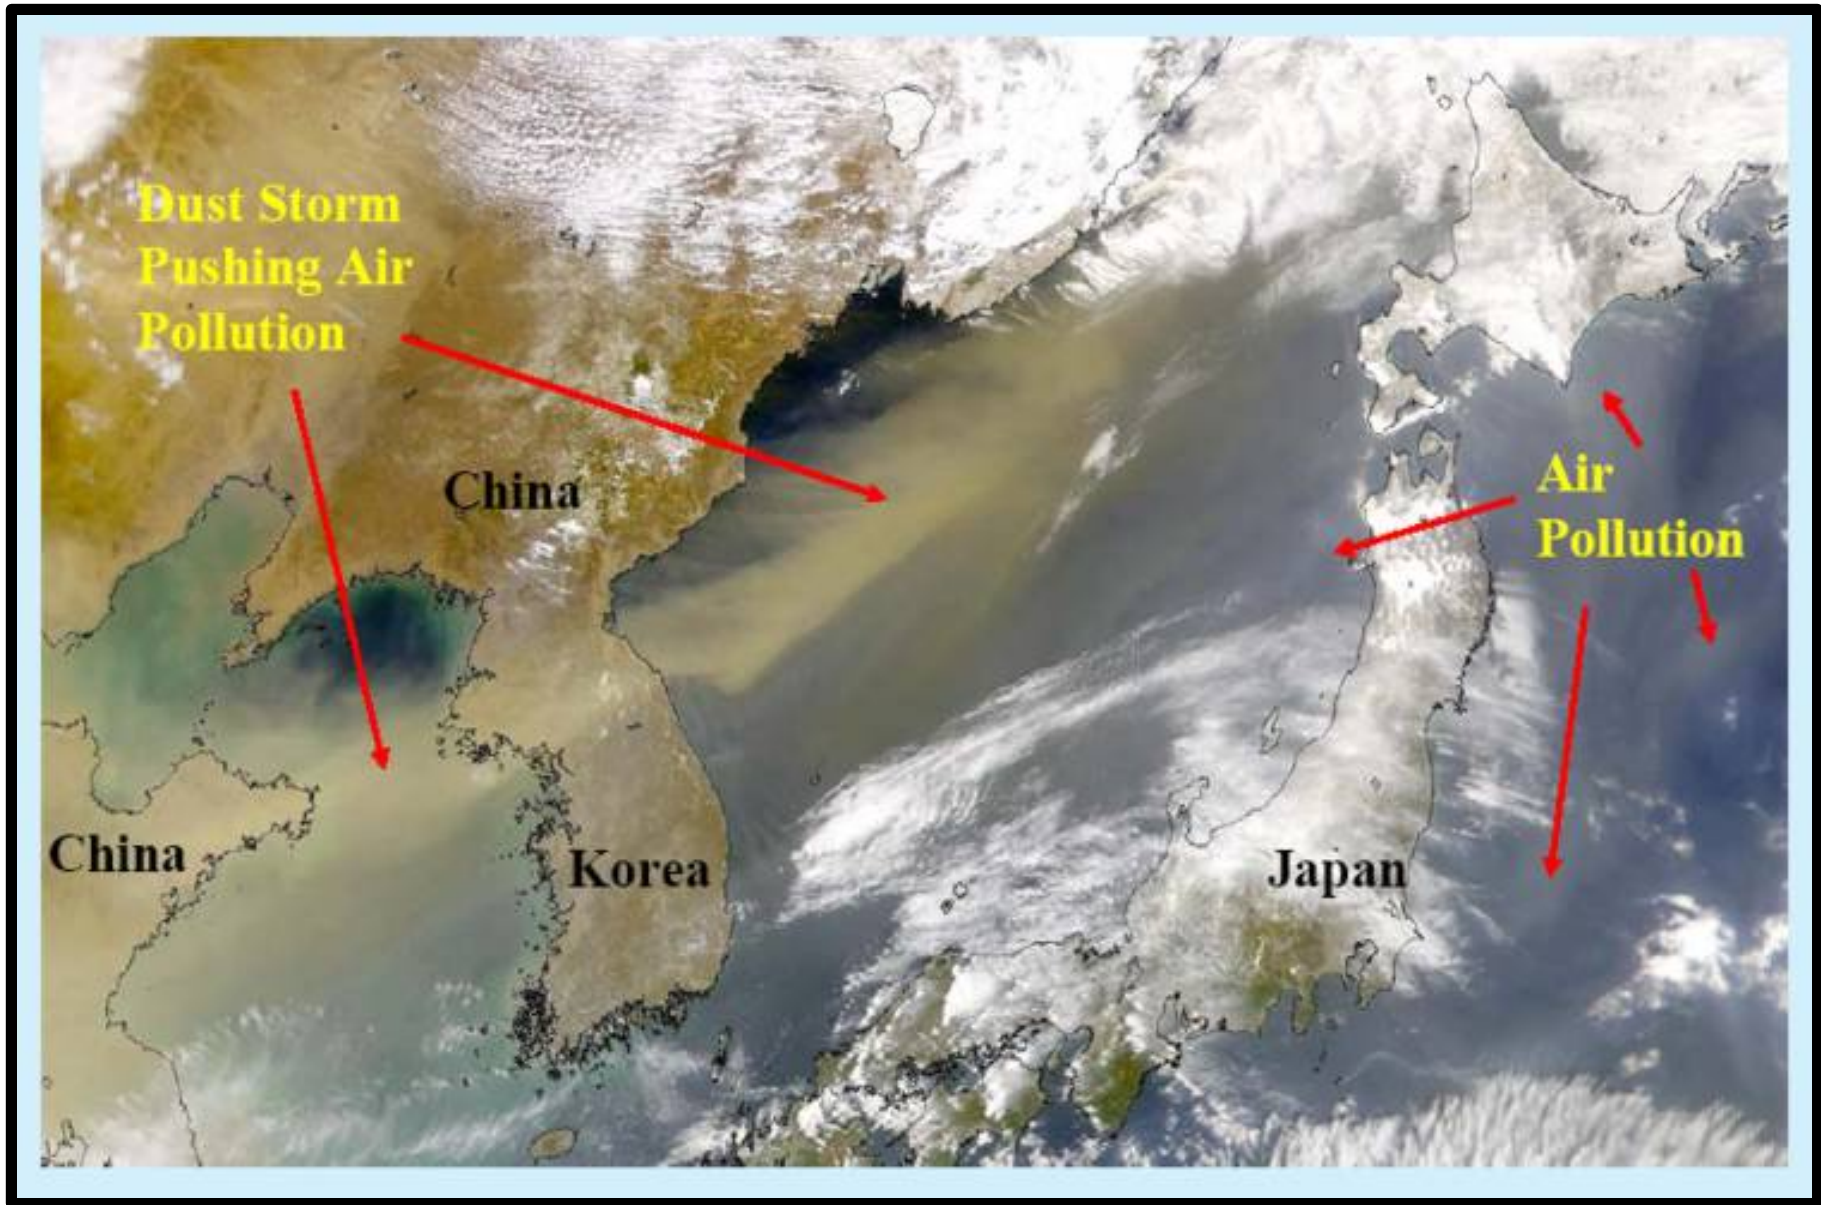 Dust Storm
Pushing Air
Pollution
China
Air
Pollution
China
Korea
Japan